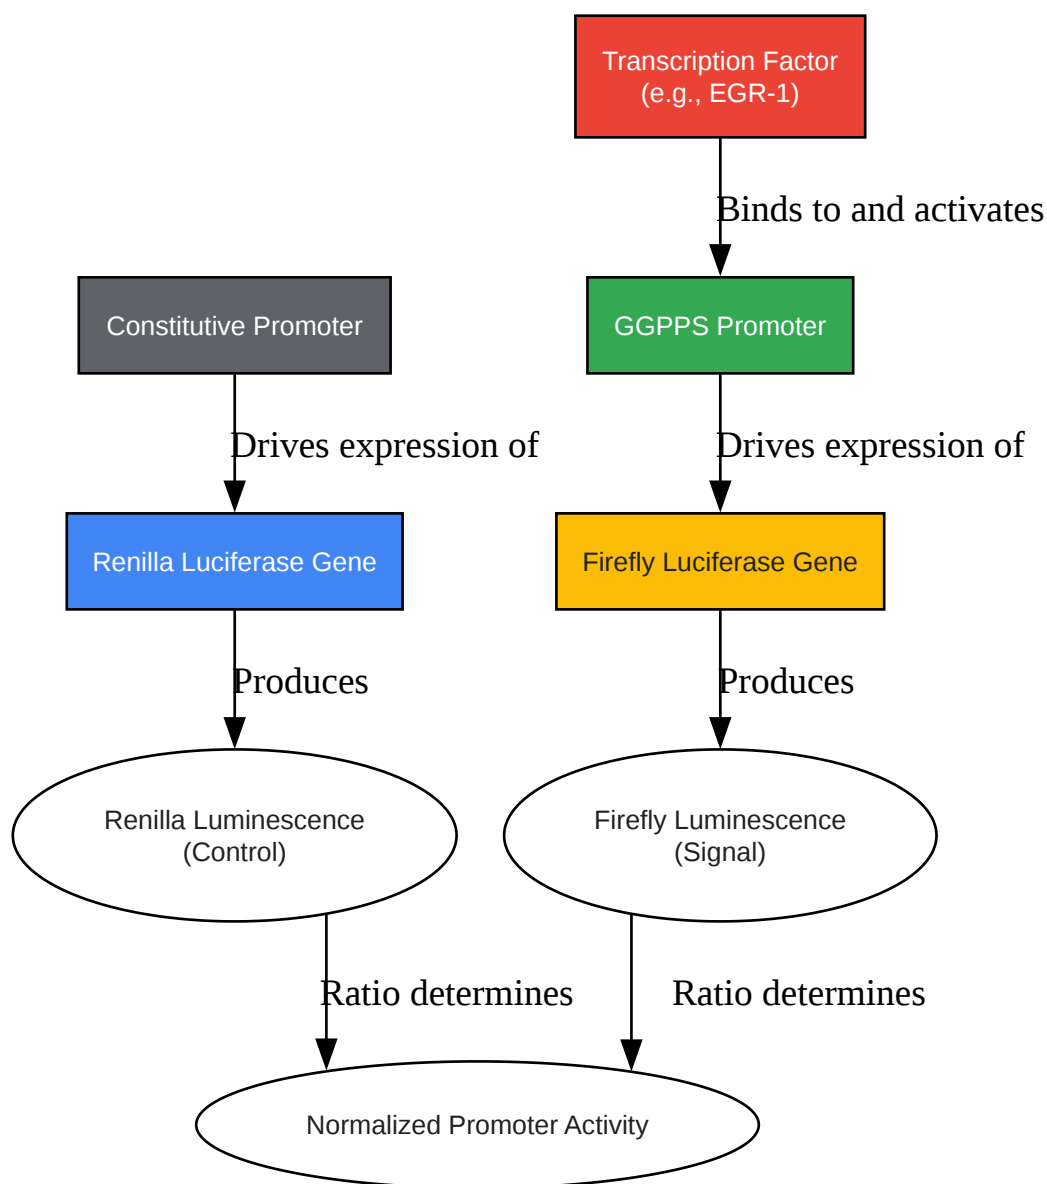 Transcription Factor
(e.g., EGR-1)
Binds to and activates
Constitutive Promoter
GGPPS Promoter
Drives expression of
Drives expression of
Renilla Luciferase Gene
Firefly Luciferase Gene
Produces
Produces
Renilla Luminescence
(Control)
Firefly Luminescence
(Signal)
Ratio determines
Ratio determines
Normalized Promoter Activity